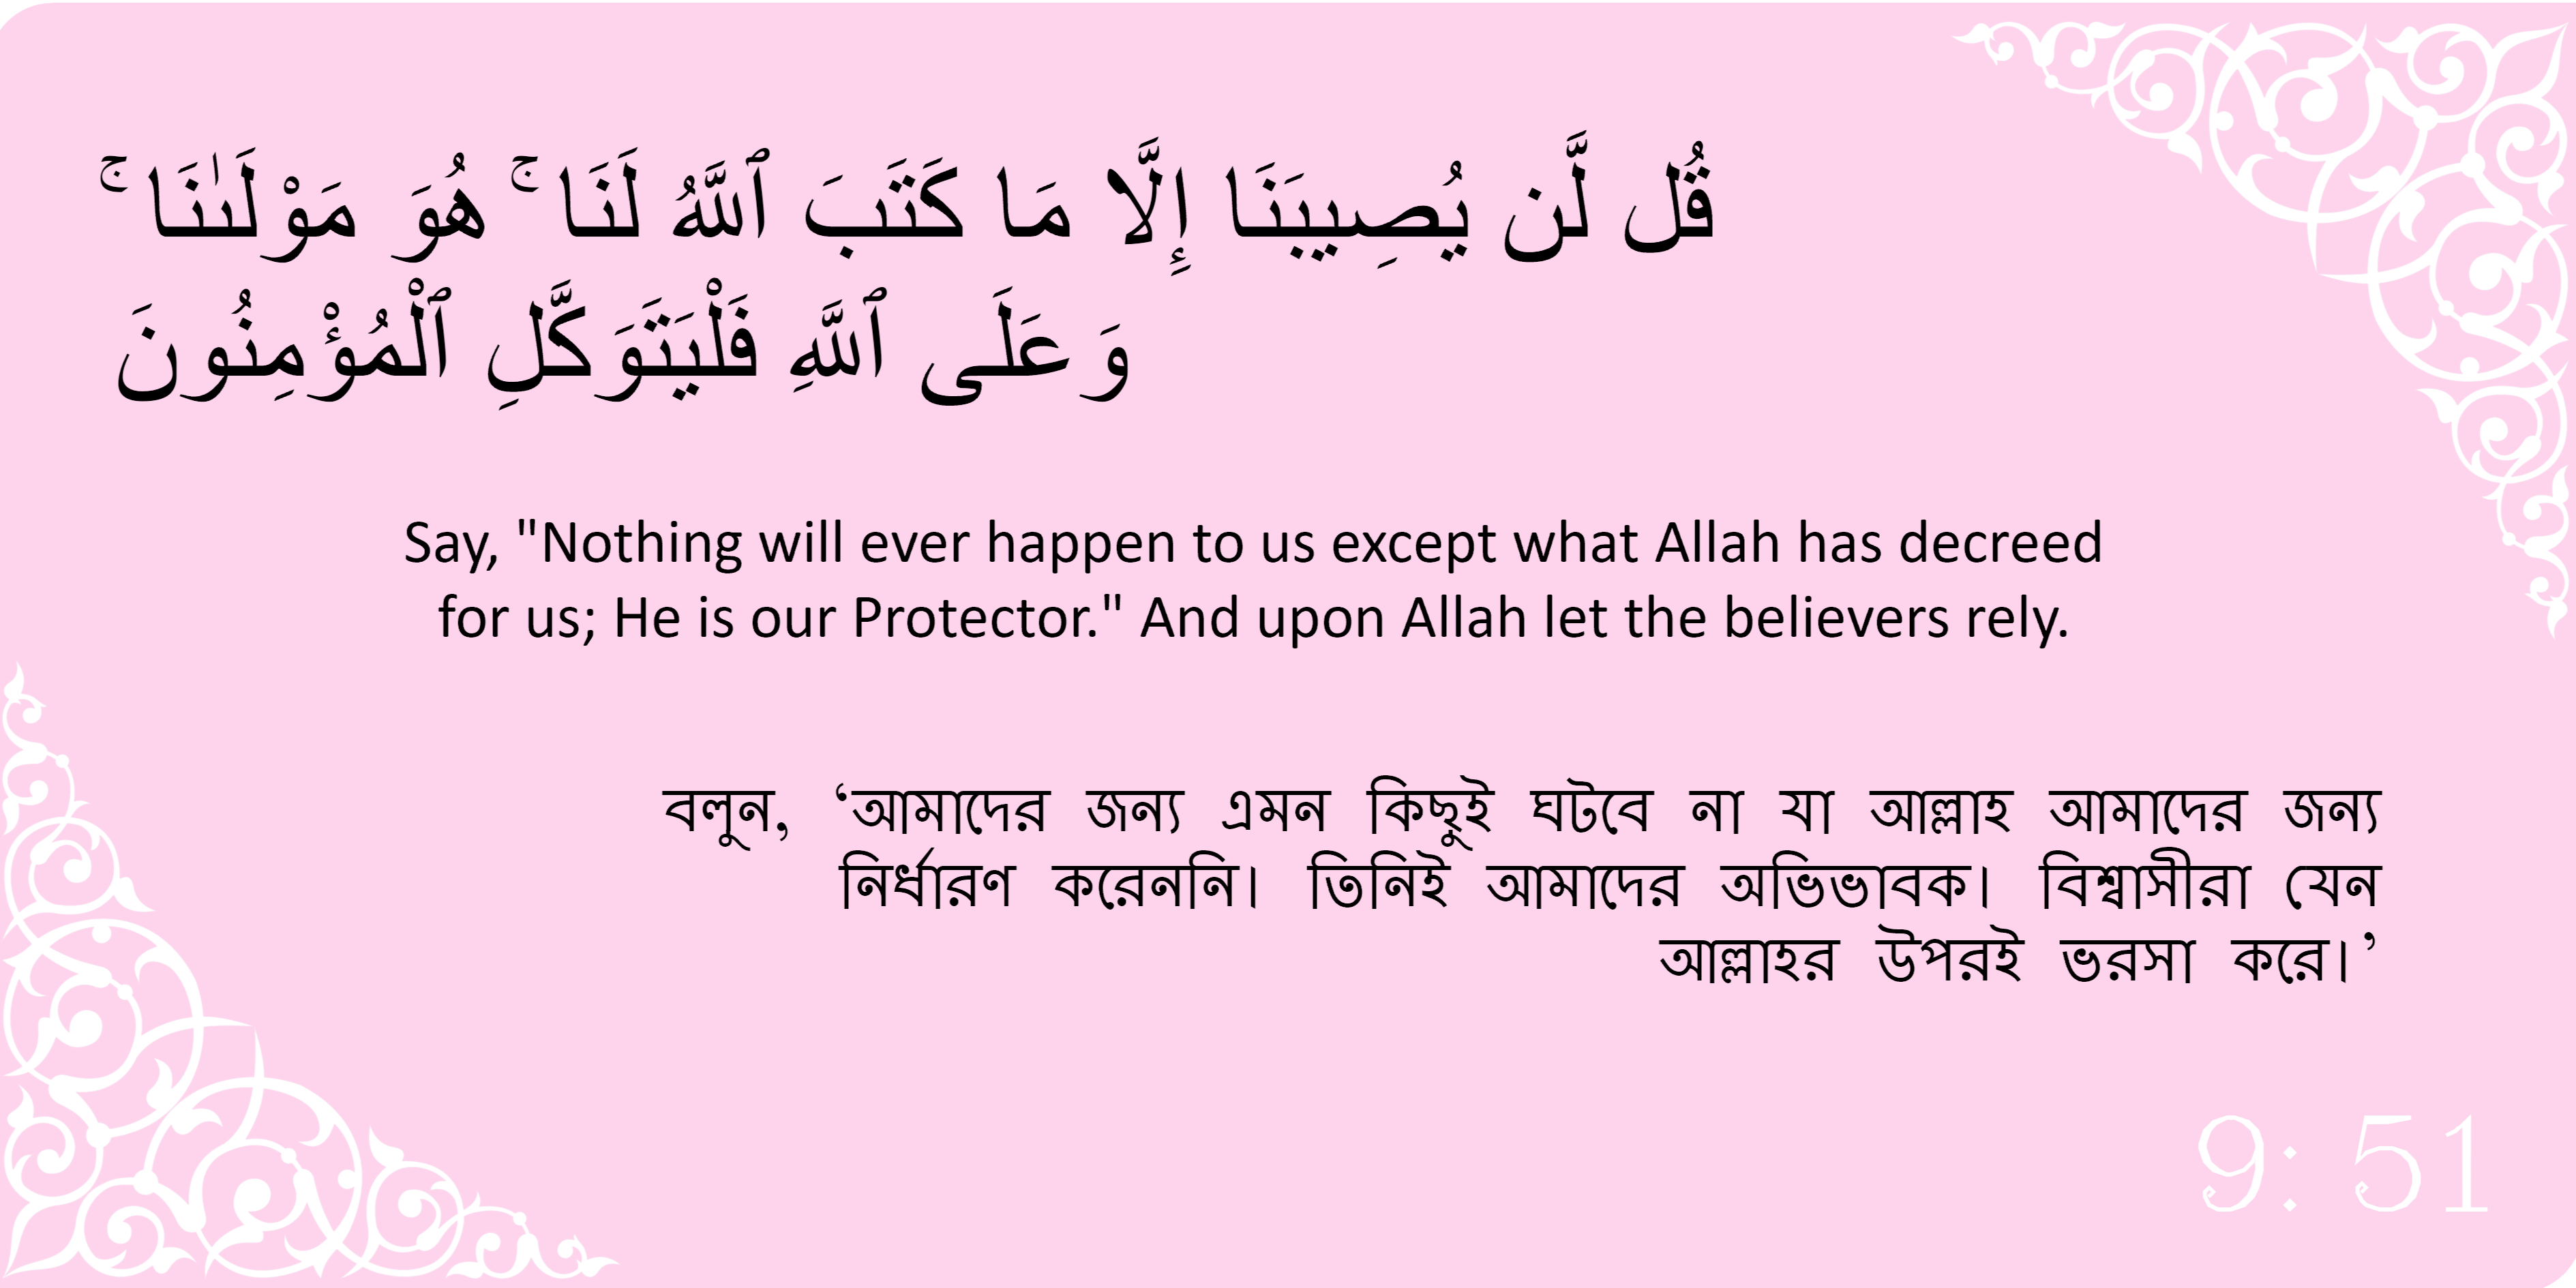 قُل لَّن يُصِيبَنَا إِلَّا مَا كَتَبَ ٱللَّهُ لَنَا ۚ هُوَ مَوْلَىٰنَا ۚ
وَعَلَى ٱللَّهِ فَلْيَتَوَكَّلِ ٱلْمُؤْمِنُونَ
Say, "Nothing will ever happen to us except what Allah has decreed
for us; He is our Protector." And upon Allah let the believers rely.
বলুন, ‘আমাদের জন্য এমন কিছুই ঘটবে না যা আল্লাহ আমাদের জন্য
নির্ধারণ করেননি। তিনিই আমাদের অভিভাবক। বিশ্বাসীরা যেন
আল্লাহর উপরই ভরসা করে।’
9: 51